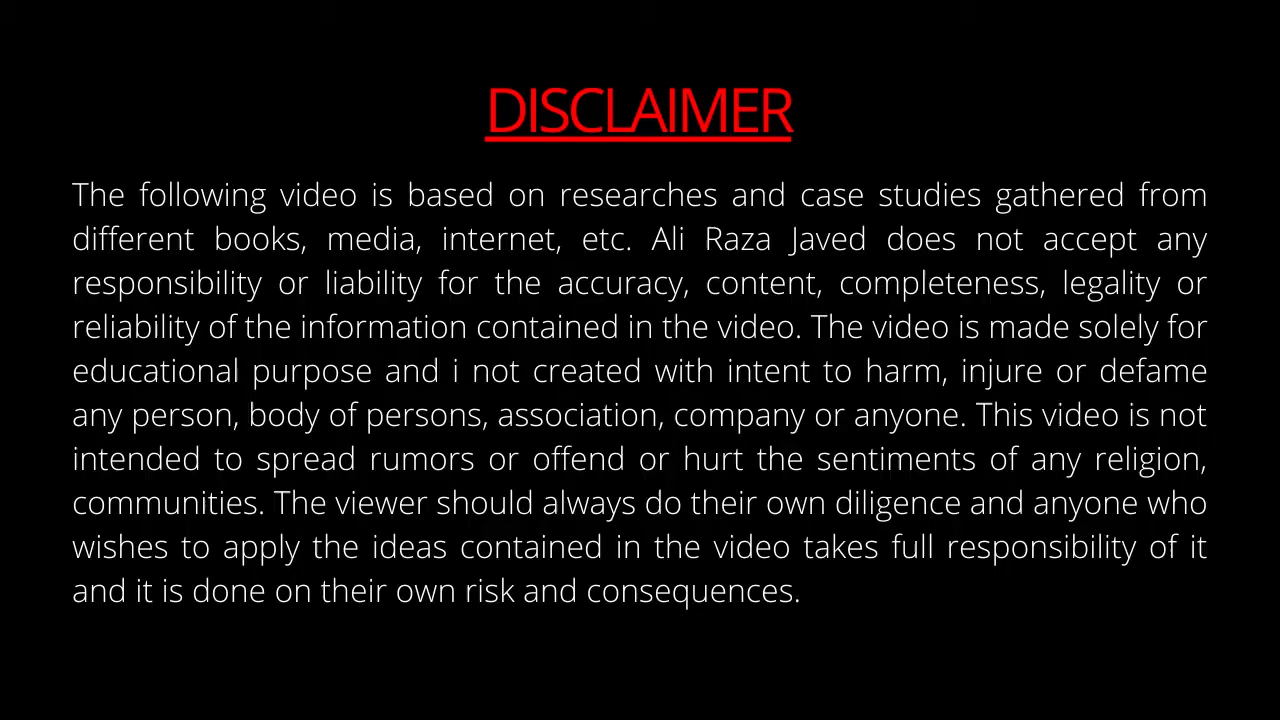 DISCLAIMER
The following video is based on researches and case studies gathered from
different books, media, internet, etc. Ali Raza Javed does not accept any
responsibility or liability for the accuracy, content, completeness, legality or
reliability of the information contained in the video. The video is made solely for
educational purpose and i not created with intent to harm, injure or defame
any person, body of persons, association, company or anyone. This video is not
intended to spread rumors or offend or hurt the sentiments of any religion,
communities. The viewer should always do their own diligence and anyone who
wishes to apply the ideas contained in the video takes full responsibility of it
and it is done on their own risk and consequences.